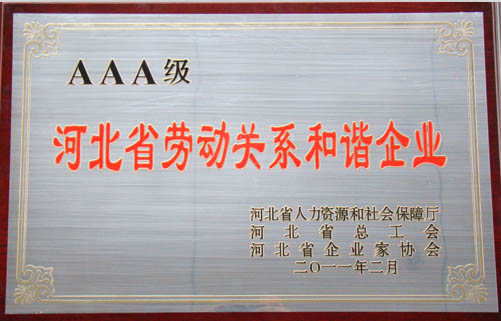 AAA级
河北省劳动关系和谐企业
河北省人力资源和社会保障厅
河北省总工会
河北省企业家协会
二〇一一年二月